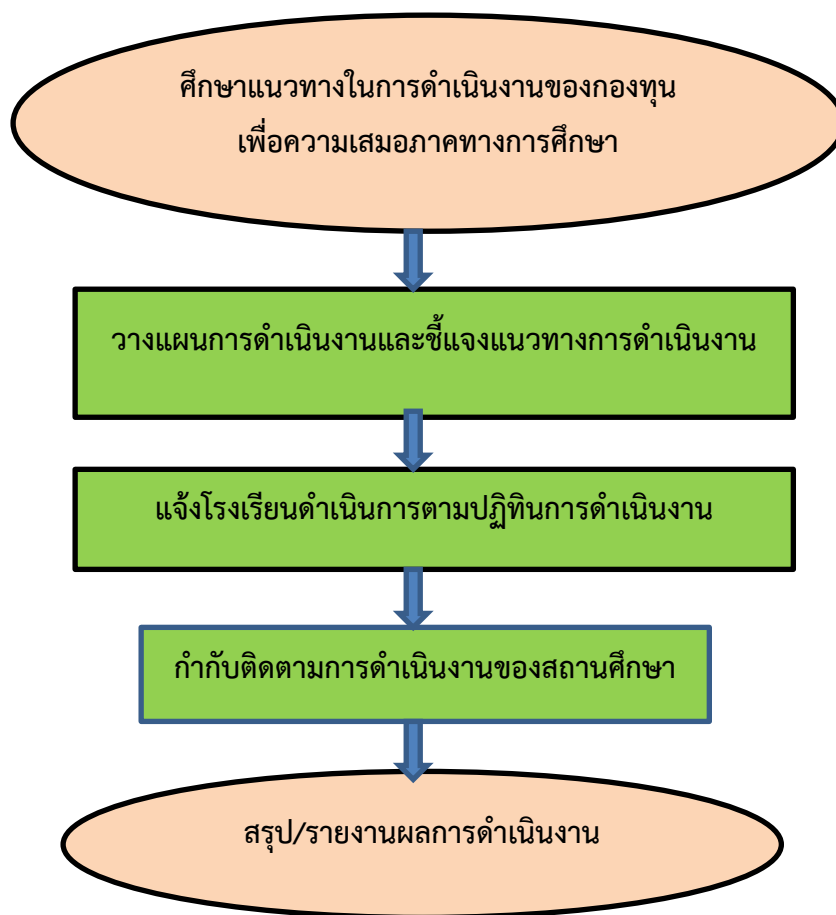 ศึกษาแนวทางในการดำเนินงานของกองทุน
เพื่อความเสมอภาคทางการศึกษา
วางแผนการดำเนินงานและชี้แจงแนวทางการดำเนินงาน
แจ้งโรงเรียนดำเนินการตามปฏิทินการดำเนินงาน
กำกับติดตามการดำเนินงานของสถานศึกษา
สรุป/รายงานผลการดำเนินงาน